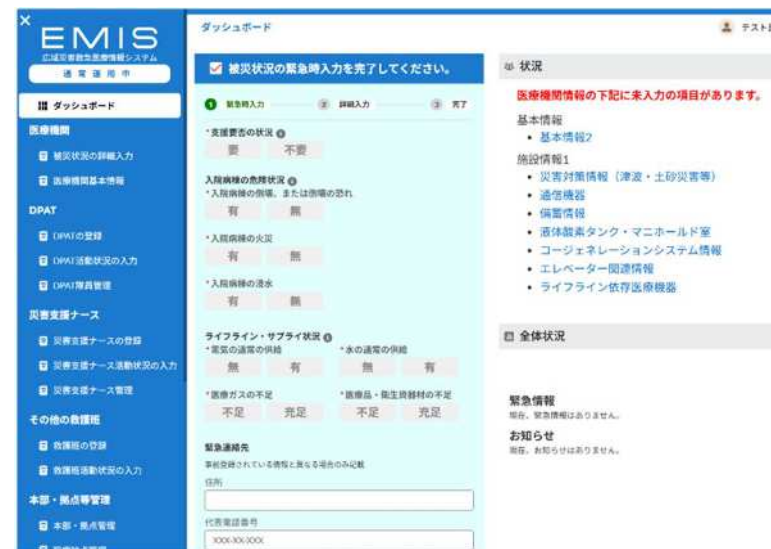 EMIS
広域災害救急医療情報システム
通常運用中
ダッシュボード
医療機関
被災状況の詳細入力
医療機関基本情報
DPAT
DPATの登録
DPAT活動状況の入力
DPAT隊員管理
災害支援ナース
災害支援ナースの登録
災害支援ナース活動状況の入力
災害支援ナース管理
その他の救護班
救護班の登録
救護班活動状況の入力
本部・拠点等管理
本部・拠点管理
ダッシュボード
被災状況の緊急時入力を完了してください。
1 緊急時入力 2 詳細入力 3 完了
*支援要否の状況
要 不要
入院病棟の危険状況
*入院病棟の倒壊、または倒壊の恐れ
有 無
*入院病棟の火災
有 無
*入院病棟の浸水
有 無
ライフライン・サプライ状況
*電気の通常の供給 *水の通常の供給
無 有 無 有
*医療ガスの不足 *医療品・衛生資器材の不足
不足 充足 不足 充足
緊急連絡先
事前登録されている情報と異なる場合のみ記載
住所
代表電話番号
XXX-XX-XXXX
テスト
状況
医療機関情報の下記に未入力の項目があります。
基本情報
基本情報2
施設情報1
災害対策情報（津波・土砂災害等）
通信機器
備蓄情報
液体酸素タンク・マニホールド室
コージェネレーションシステム情報
エレベーター関連情報
ライフライン依存医療機器
全体状況
緊急情報
現在、緊急情報はありません。
お知らせ
現在、お知らせはありません。